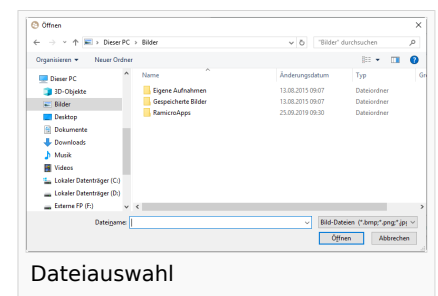 Öffnen
Dieser PC › Bilder
"Bilder" durchsuchen
Organisieren Neuer Ordner
Name Änderungsdatum Typ Gr
Dieser PC
3D-Objekte
Bilder
Desktop
Dokumente
Downloads
Musik
Videos
Lokaler Datenträger (C:)
Lokaler Datenträger (D:)
Externe FP (F:)
Eigene Aufnahmen 13.08.2015 09:07 Dateiordner
Gespeicherte Bilder 13.08.2015 09:07 Dateiordner
RamicroApps 25.09.2019 09:30 Dateiordner
Dateiname:
Bild-Dateien (*.bmp;*.png;*.jp
Öffnen Abbrechen
Dateiauswahl